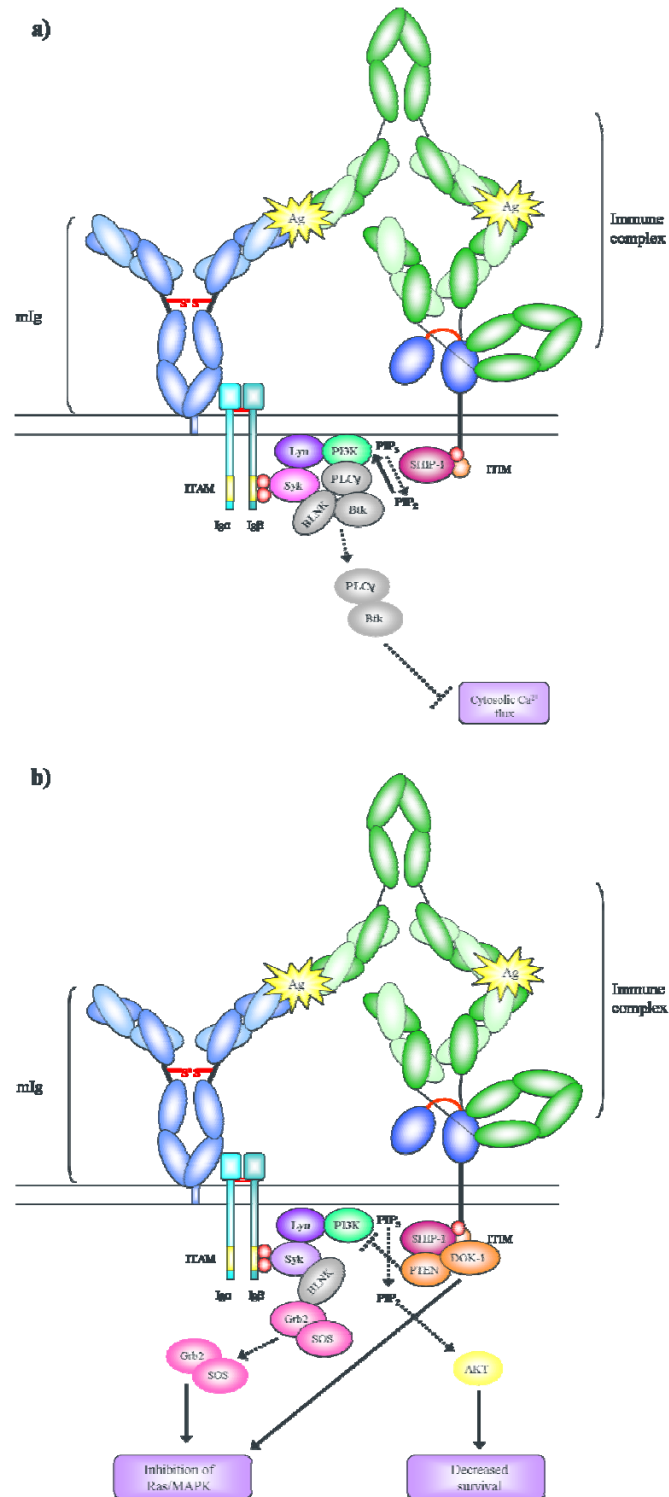 a)
Ag
Ag
Immune
complex
mIg
S S
Lyn
PI3K
PIP3
SHIP-1
ITIM
ITAM
Syk
PLCγ
PIP2
BLNK
Btk
Igα
Igβ
PLCγ
Btk
Cytosolic Ca2+
flux
b)
Ag
Ag
Immune
complex
mIg
S S
Lyn
PI3K
PIP3
SHIP-1
ITIM
ITAM
Syk
PTEN
DOK-1
Igα
Igβ
BLNK
PIP2
Grb2
SOS
Grb2
SOS
AKT
Inhibition of
Ras/MAPK
Decreased
survival